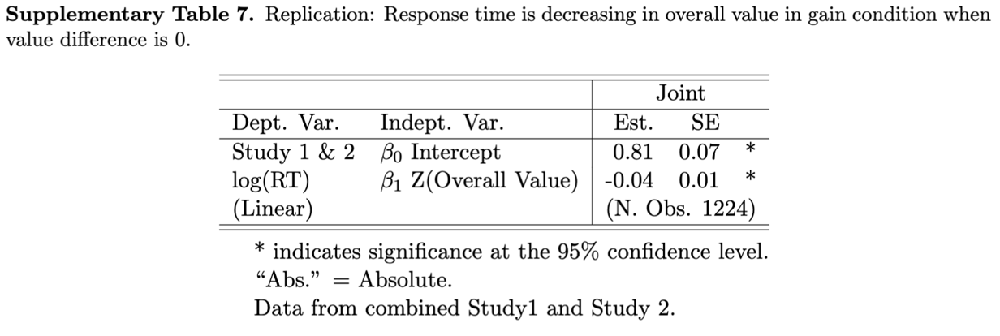 Supplementary Table 7. Replication: Response time is decreasing in overall value in gain condition when
value difference is 0.
Joint
Dept. Var. Indept. Var. Est. SE
Study 1 & 2 β0 Intercept 0.81 0.07 *
log(RT) β1 Z(Overall Value) -0.04 0.01 *
(Linear) (N. Obs. 1224)
* indicates significance at the 95% confidence level.
“Abs.” = Absolute.
Data from combined Study1 and Study 2.